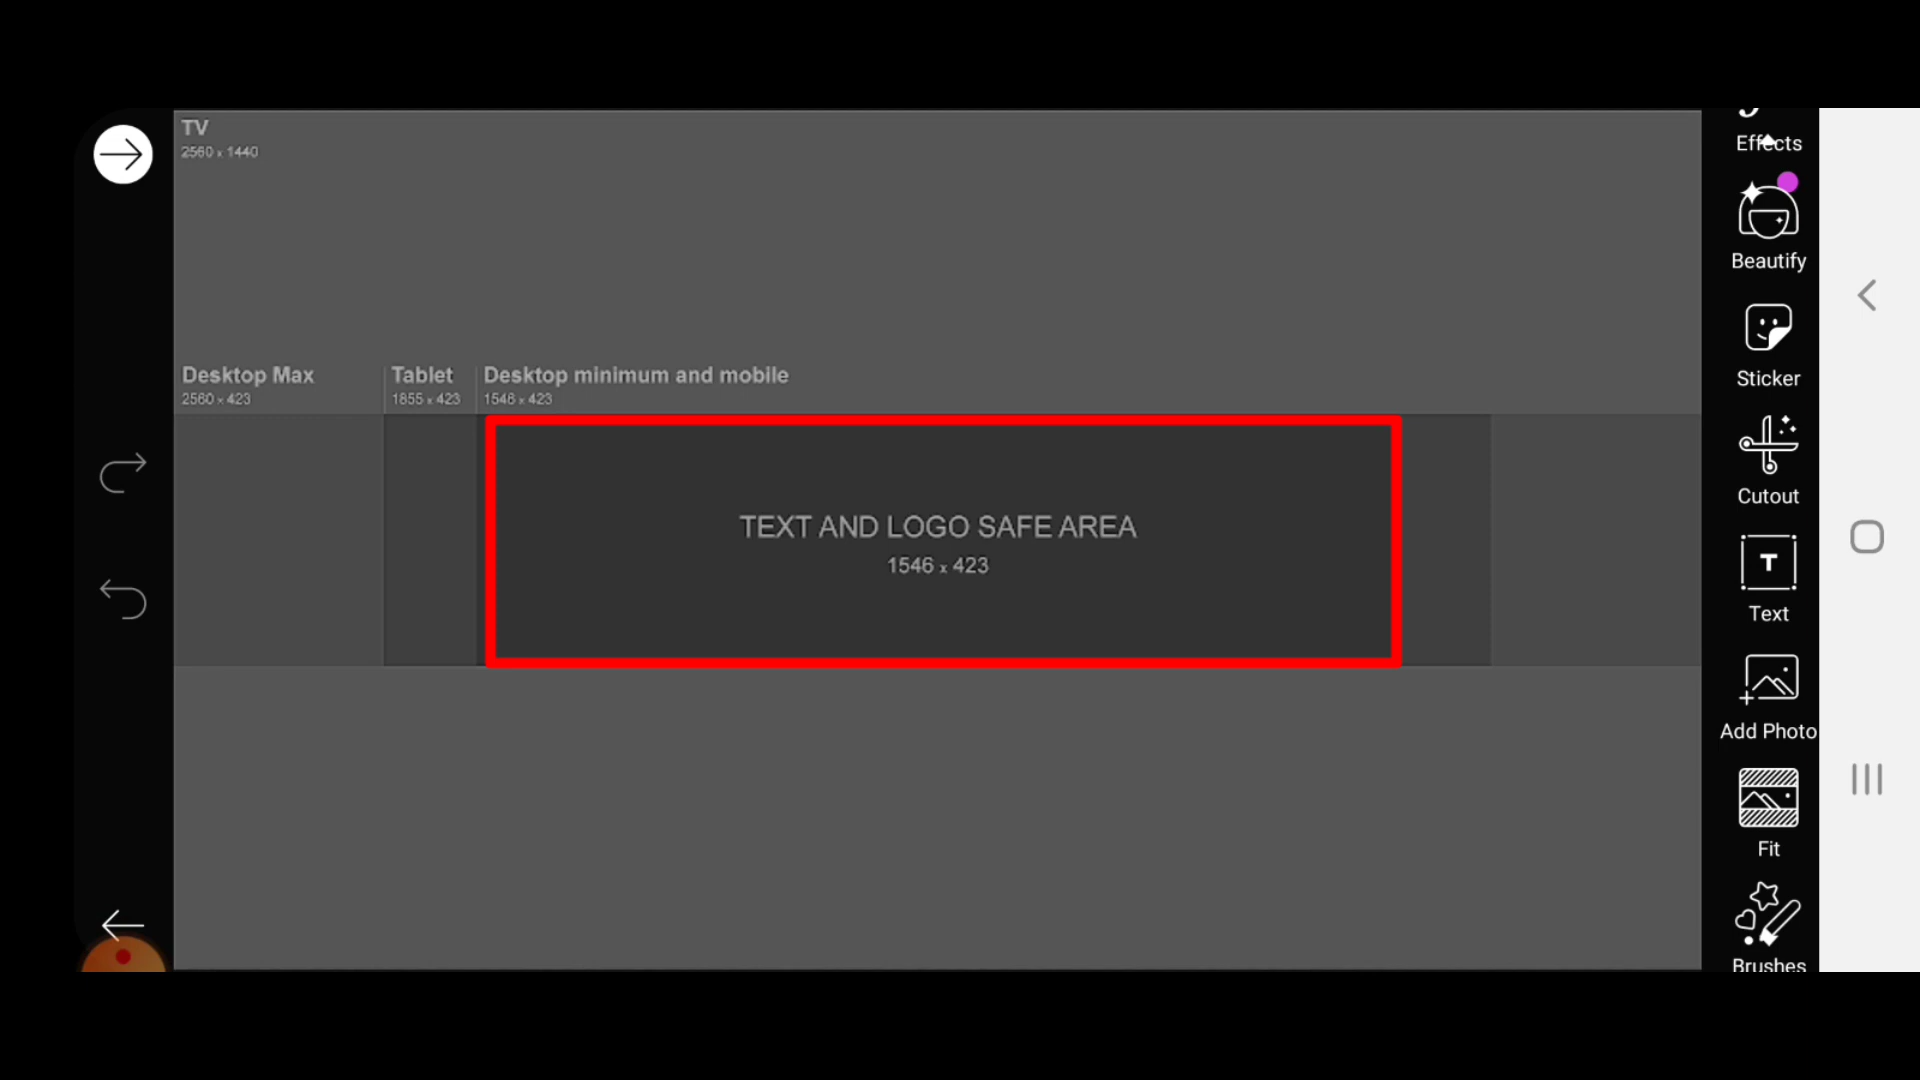 TV
2560 x 1440
Desktop Max
2560 x 423
Tablet
1855 x 423
Desktop minimum and mobile
1546 x 423
TEXT AND LOGO SAFE AREA
1546 x 423
Effects
Beautify
Sticker
Cutout
T
Text
Add Photo
Fit
Brushes